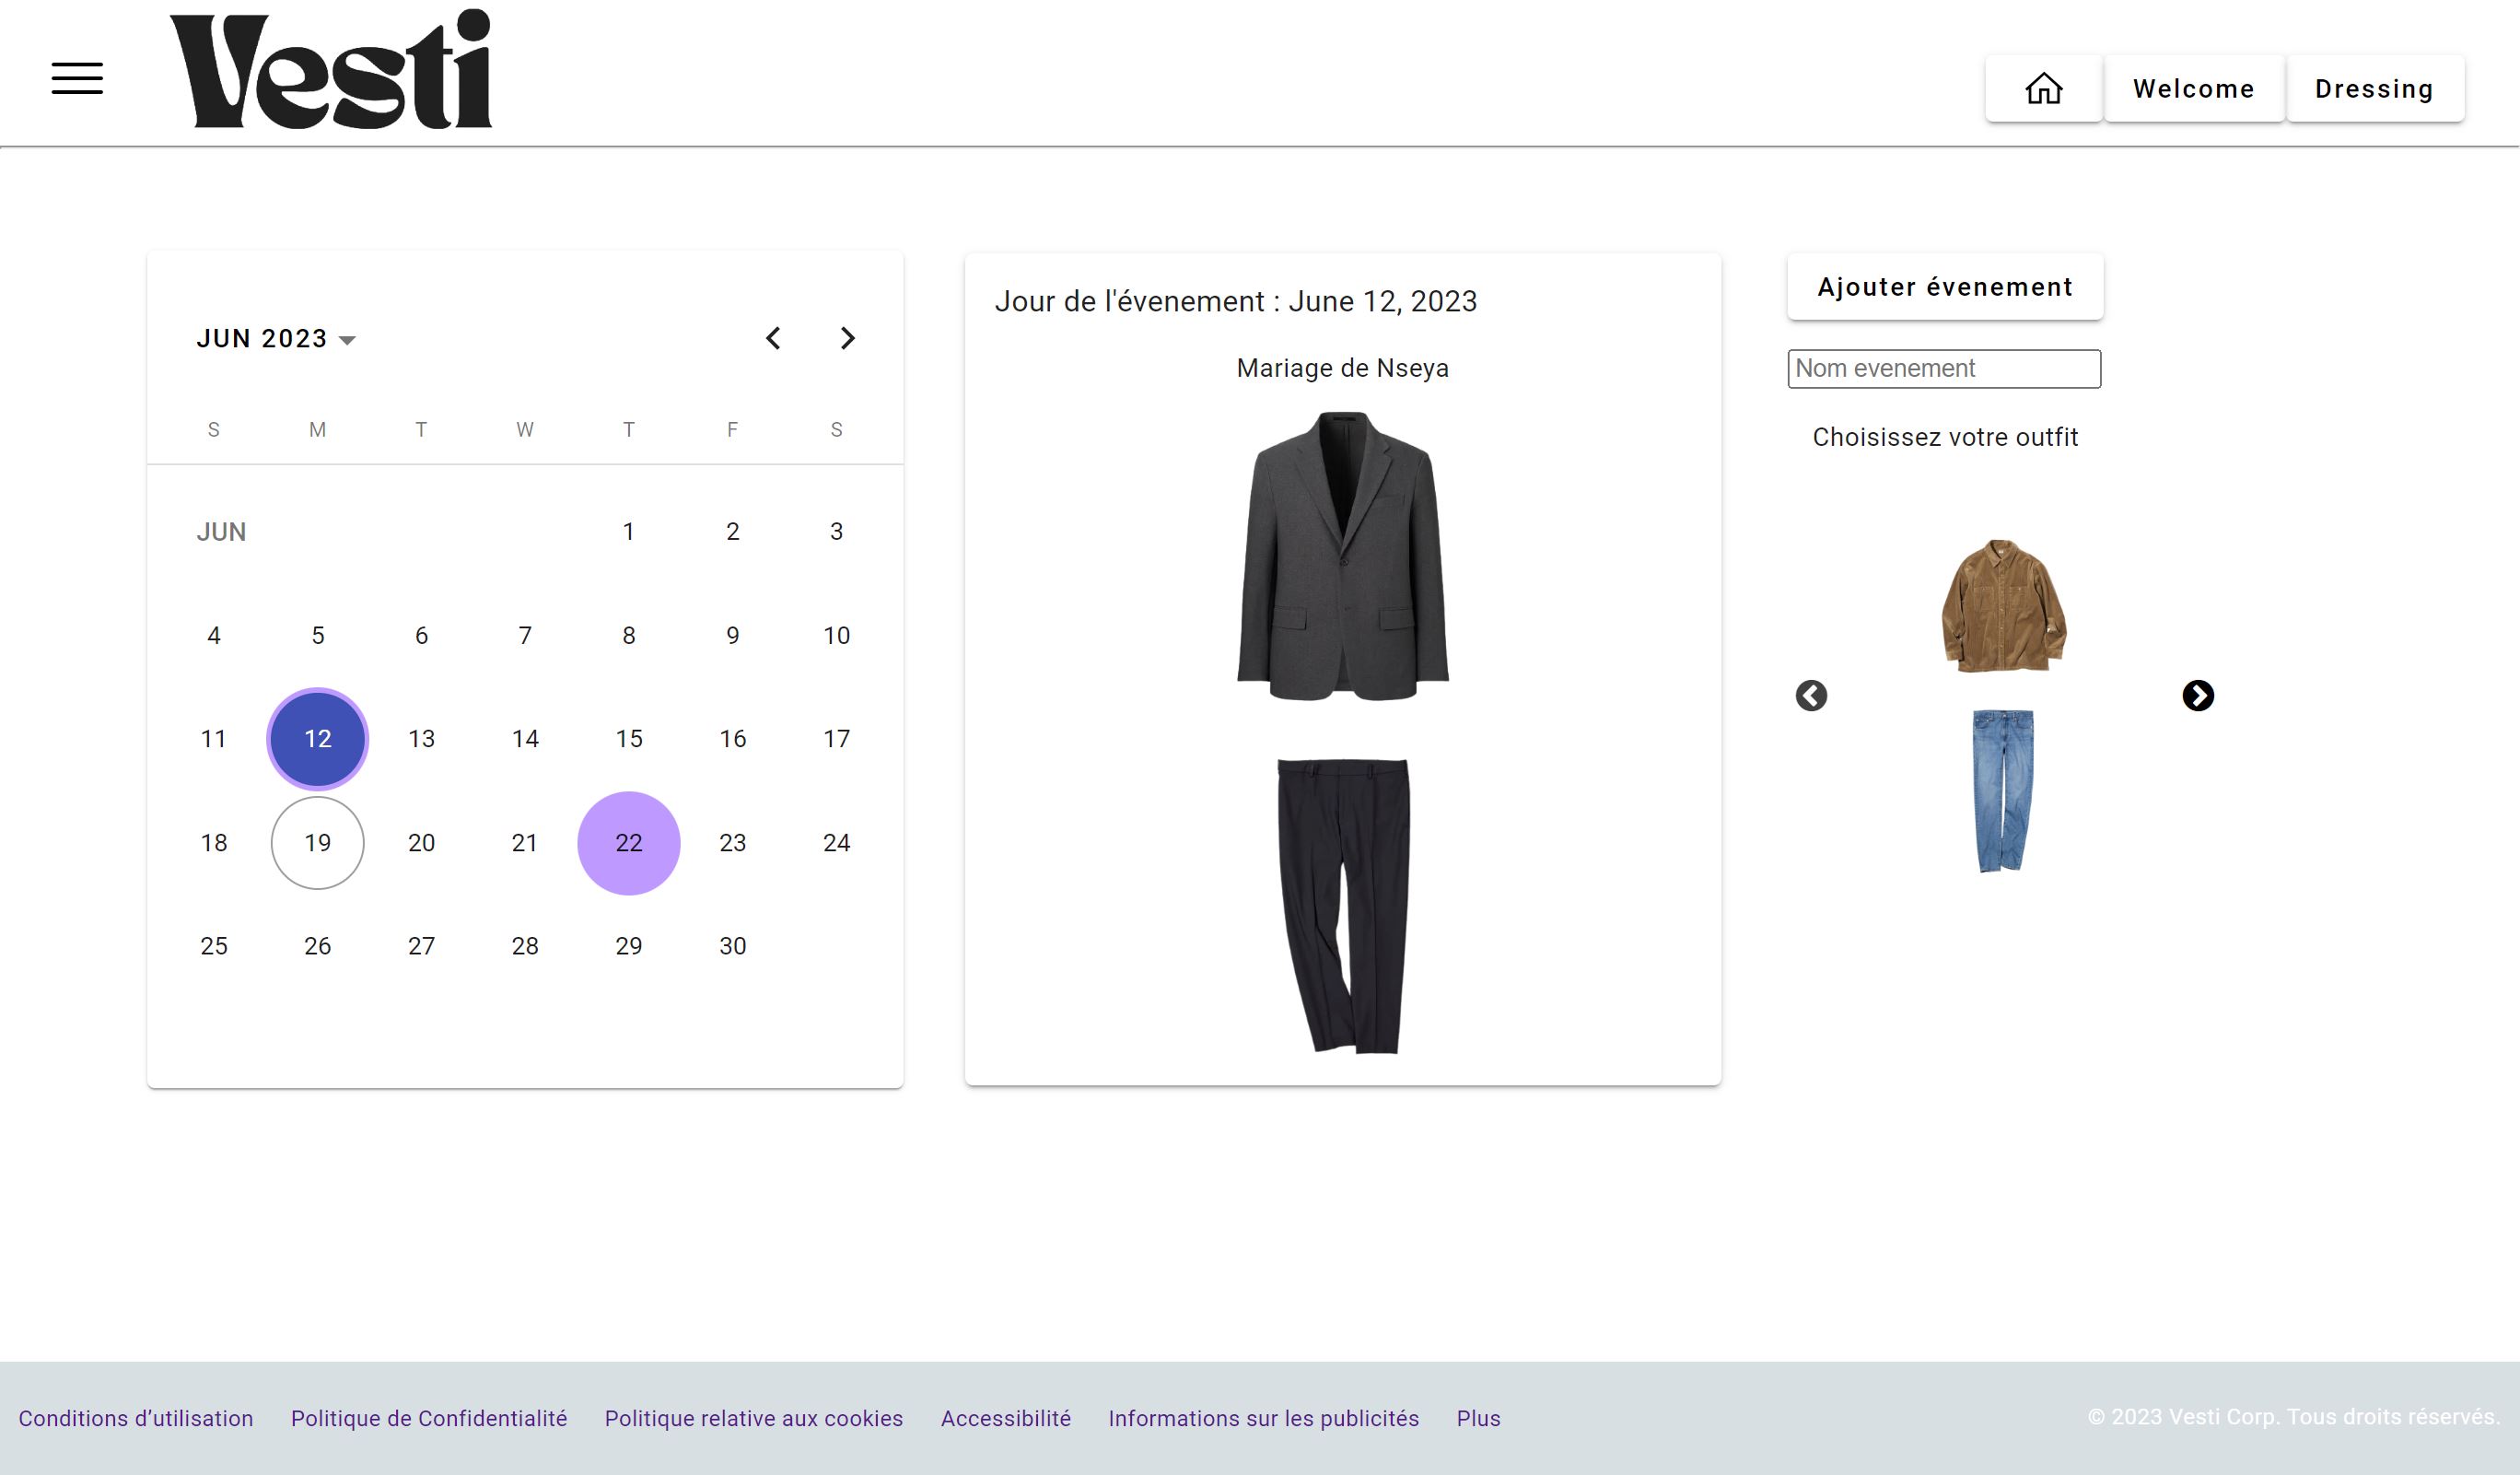 Vesti
Welcome
Dressing
JUN 2023
S M T W T F S
JUN 1 2 3
4 5 6 7 8 9 10
11 12 13 14 15 16 17
18 19 20 21 22 23 24
25 26 27 28 29 30
Jour de l'évenement : June 12, 2023
Mariage de Nseya
Ajouter évenement
Nom evenement
Choisissez votre outfit
Conditions d’utilisation Politique de Confidentialité Politique relative aux cookies Accessibilité Informations sur les publicités Plus
© 2023 Vesti Corp. Tous droits réservés.